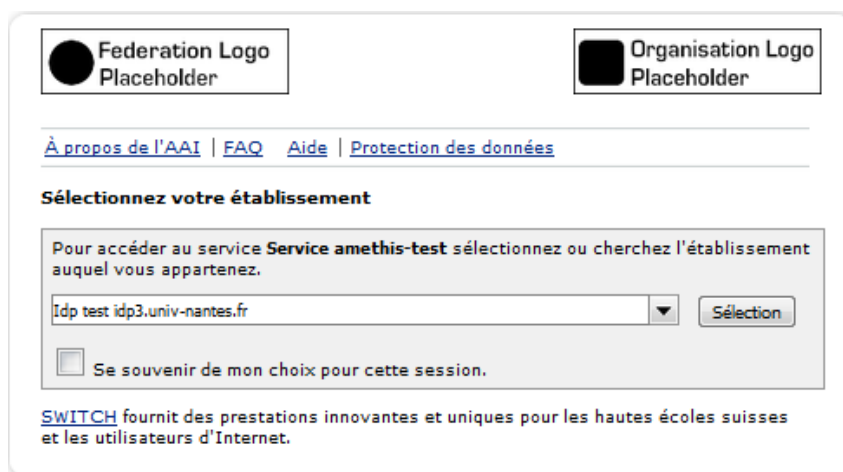 Federation Logo
Placeholder
Organisation Logo
Placeholder
À propos de l'AAI | FAQ Aide | Protection des données
Sélectionnez votre établissement
Pour accéder au service Service amethis-test sélectionnez ou cherchez l'établissement
auquel vous appartenez.
Idp test idp3.univ-nantes.fr
Sélection
Se souvenir de mon choix pour cette session.
SWITCH fournit des prestations innovantes et uniques pour les hautes écoles suisses
et les utilisateurs d'Internet.